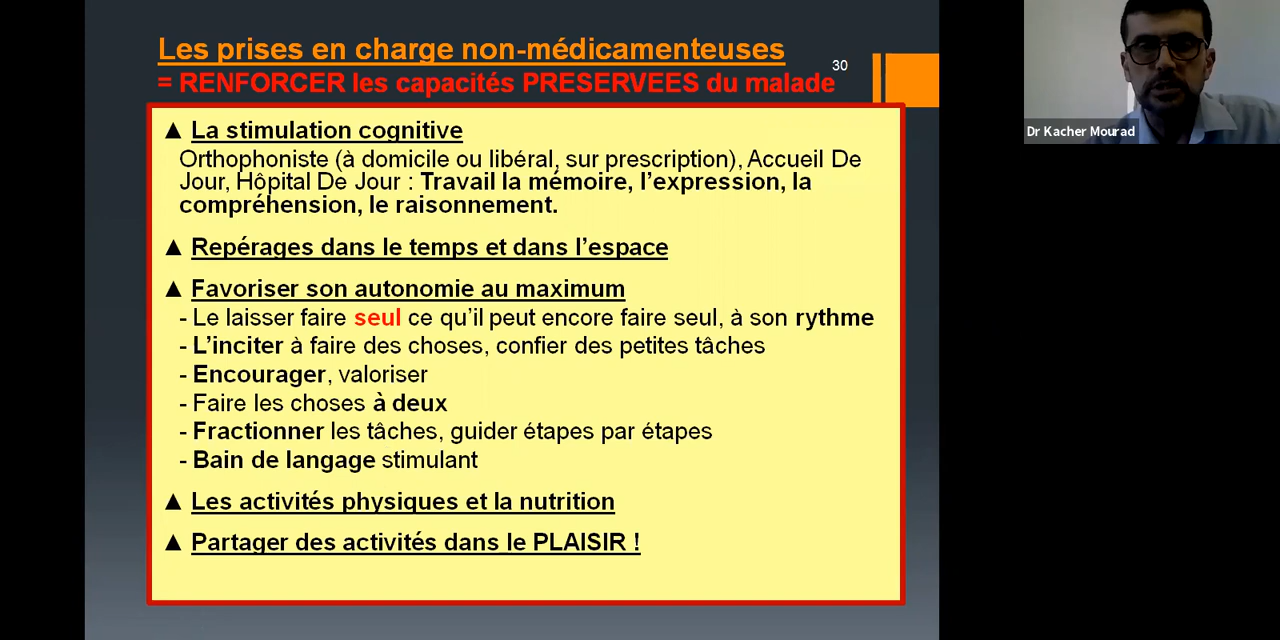 Les prises en charge non-médicamenteuses
= RENFORCER les capacités PRESERVEES du malade
30
▲ La stimulation cognitive
Orthophoniste (à domicile ou libéral, sur prescription), Accueil De
Jour, Hôpital De Jour : Travail la mémoire, l’expression, la
compréhension, le raisonnement.
▲ Repérages dans le temps et dans l’espace
▲ Favoriser son autonomie au maximum
- Le laisser faire seul ce qu’il peut encore faire seul, à son rythme
- L’inciter à faire des choses, confier des petites tâches
- Encourager, valoriser
- Faire les choses à deux
- Fractionner les tâches, guider étapes par étapes
- Bain de langage stimulant
▲ Les activités physiques et la nutrition
▲ Partager des activités dans le PLAISIR !
Dr Kacher Mourad